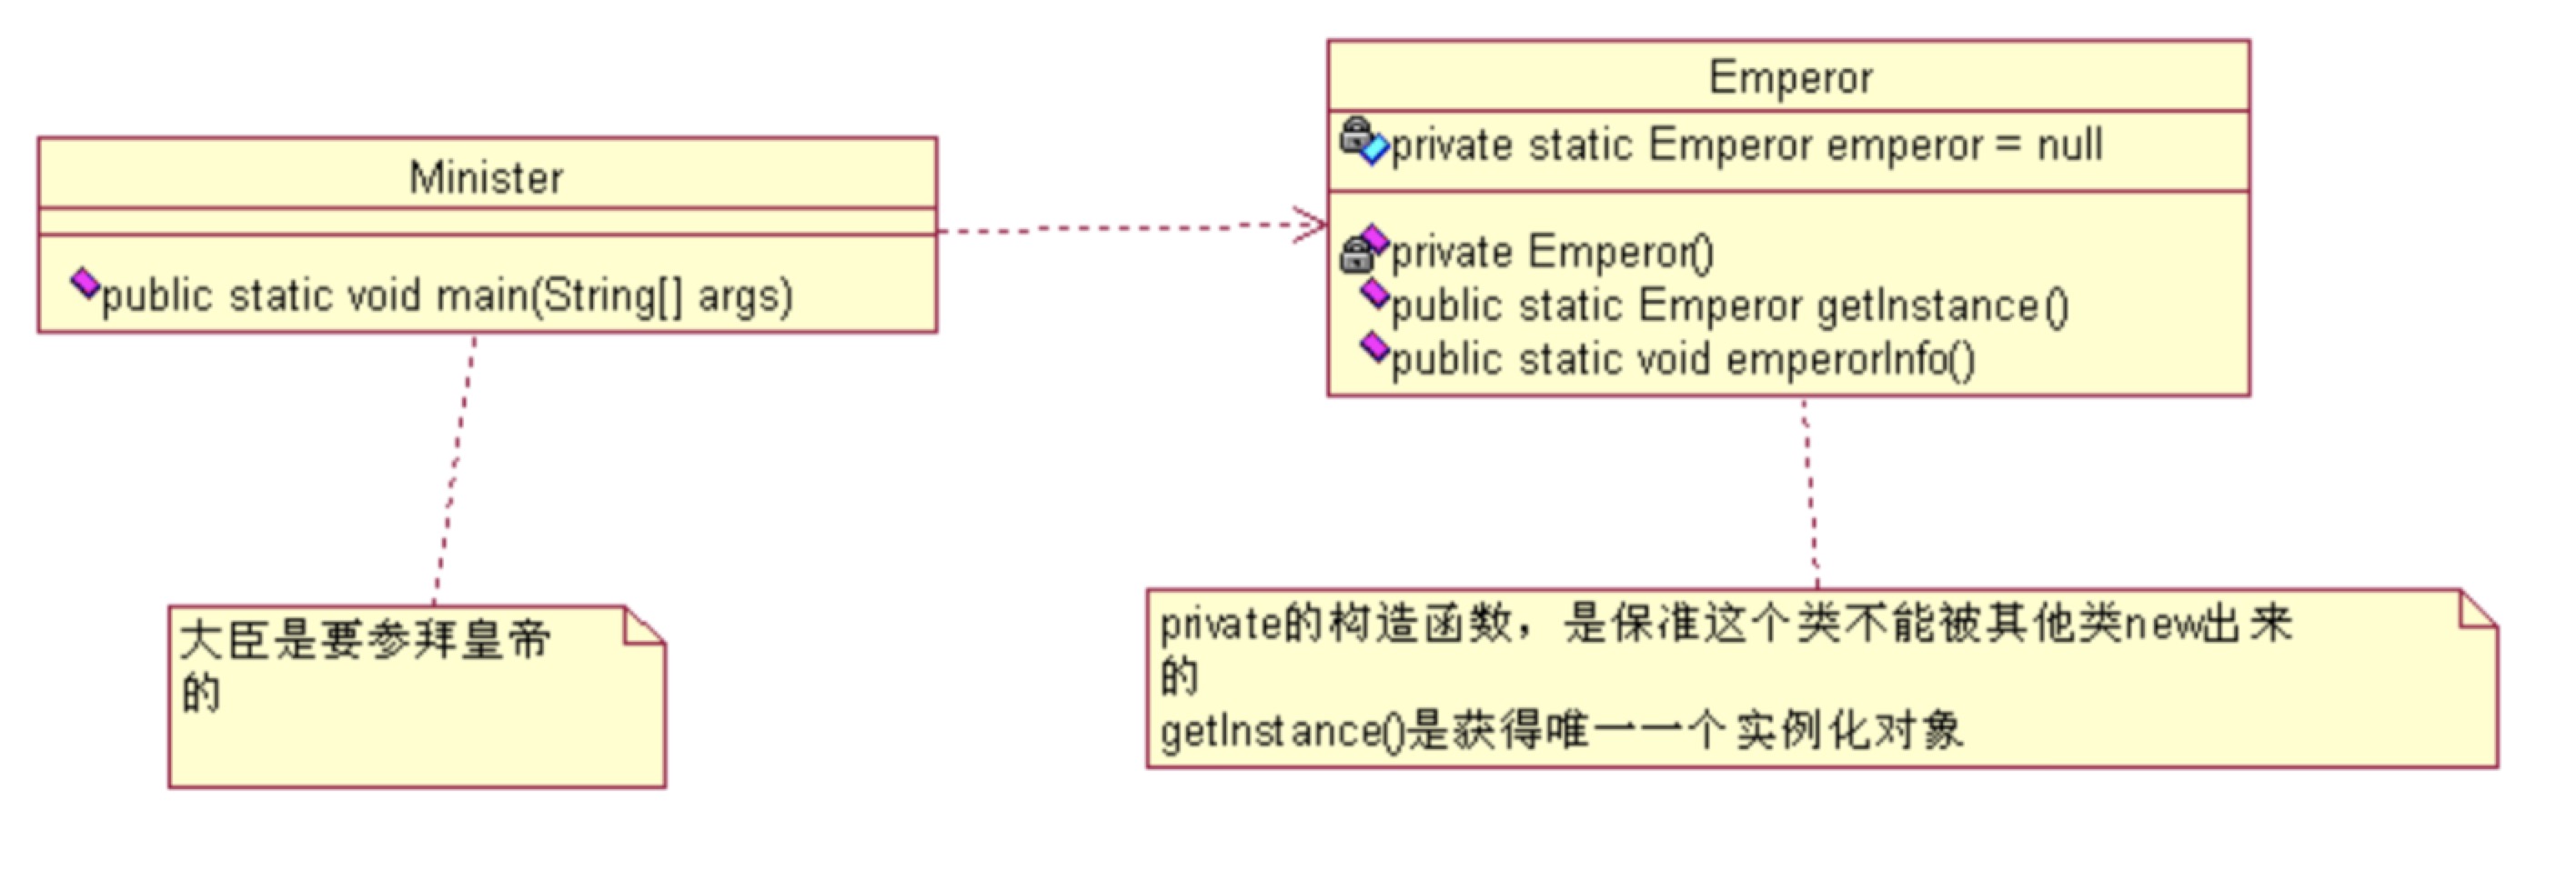 Minister
public static void main(String[] args)
大臣是要参拜皇帝
的
Emperor
private static Emperor emperor = null
private Emperor()
public static Emperor getInstance()
public static void emperorInfo()
private的构造函数，是保准这个类不能被其他类new出来
的
getInstance()是获得唯一一个实例化对象